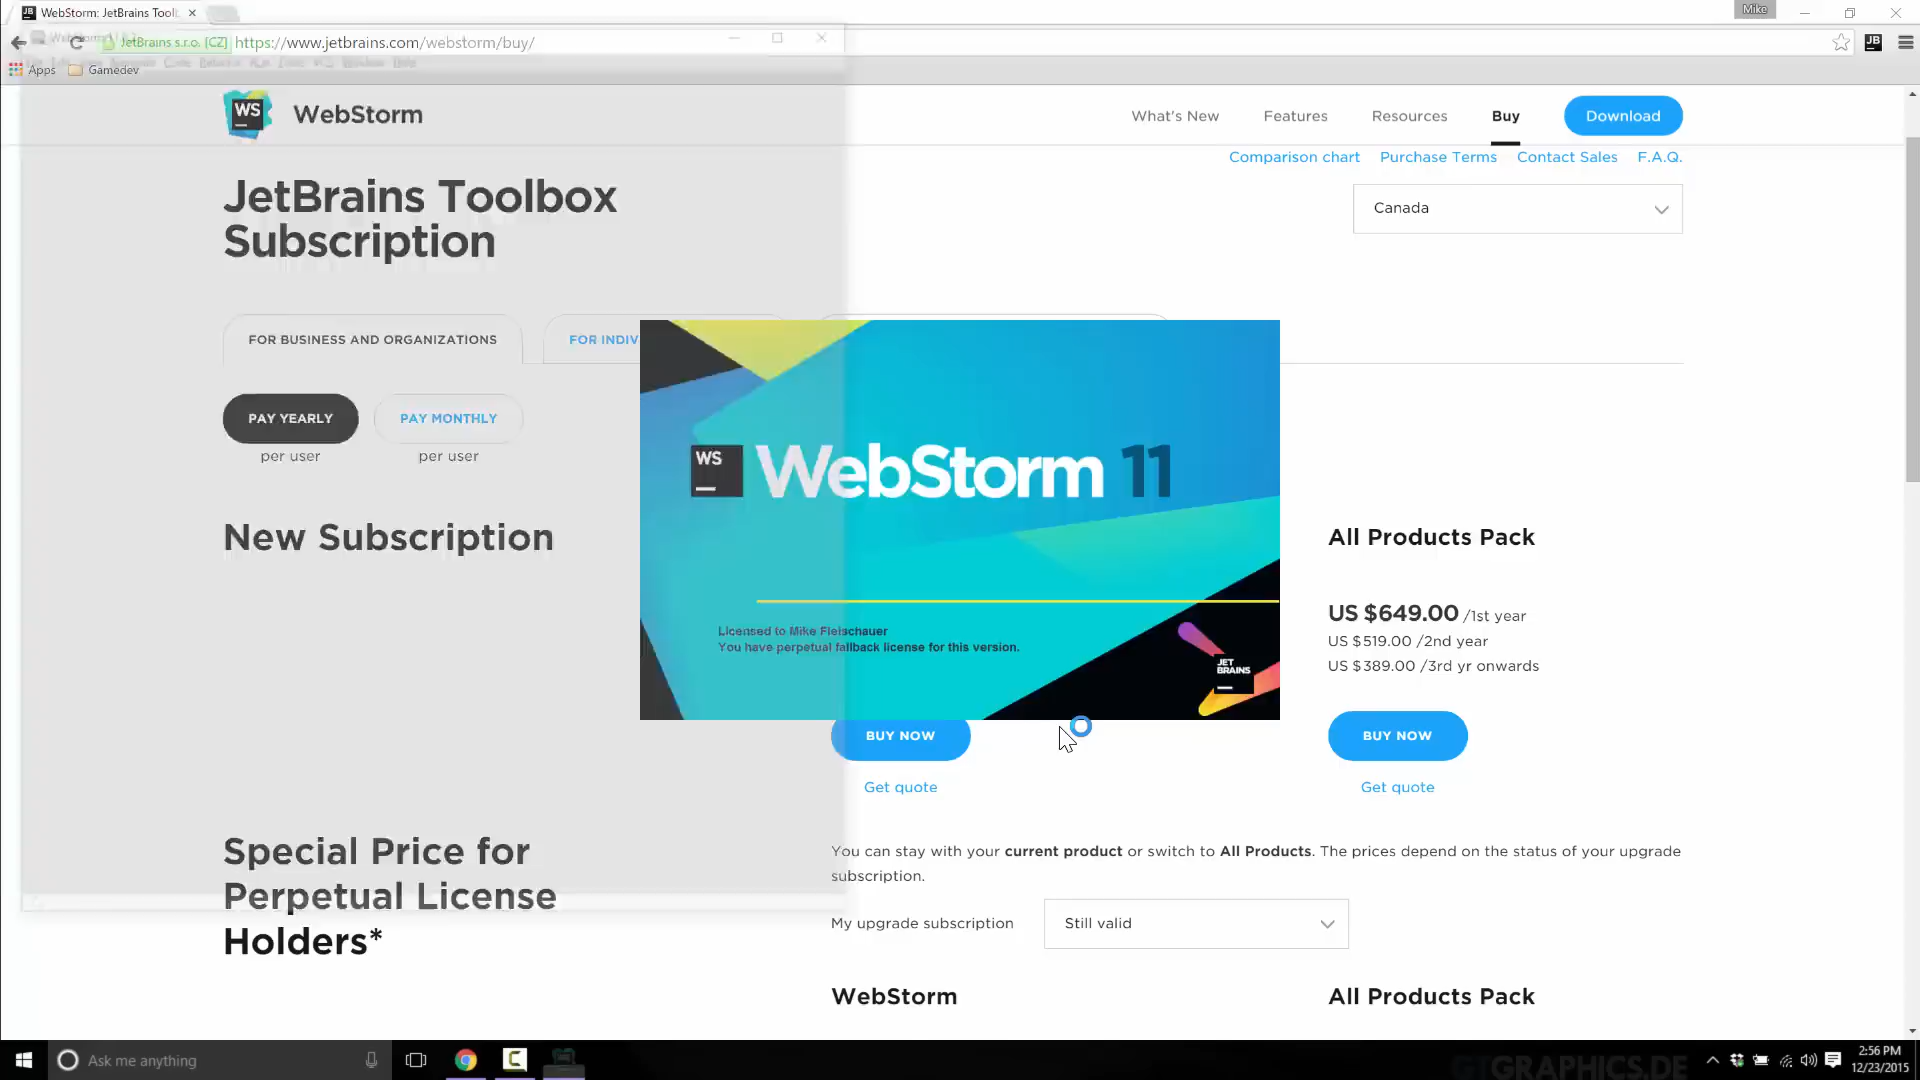 WebStorm: JetBrains Toolb
Mike
JetBrains s.r.o. [CZ]
https://www.jetbrains.com/webstorm/buy/
JB
Apps
Gamedev
WS
WebStorm
What's New
Features
Resources
Buy
Download
Comparison chart
Purchase Terms
Contact Sales
F.A.Q.
JetBrains Toolbox
Subscription
Canada
FOR BUSINESS AND ORGANIZATIONS
FOR INDIV
PAY YEARLY
PAY MONTHLY
per user
per user
WS
WebStorm 11
Licensed to Mike Fleischauer
You have perpetual fallback license for this version.
JET
BRAINS
New Subscription
All Products Pack
US $649.00 /1st year
US $519.00 /2nd year
US $389.00 /3rd yr onwards
BUY NOW
BUY NOW
Get quote
Get quote
Special Price for
Perpetual License
Holders*
You can stay with your current product or switch to All Products. The prices depend on the status of your upgrade
subscription.
My upgrade subscription
Still valid
WebStorm
All Products Pack
Ask me anything
GTGRAPHICS.DE
2:56 PM
12/23/2015